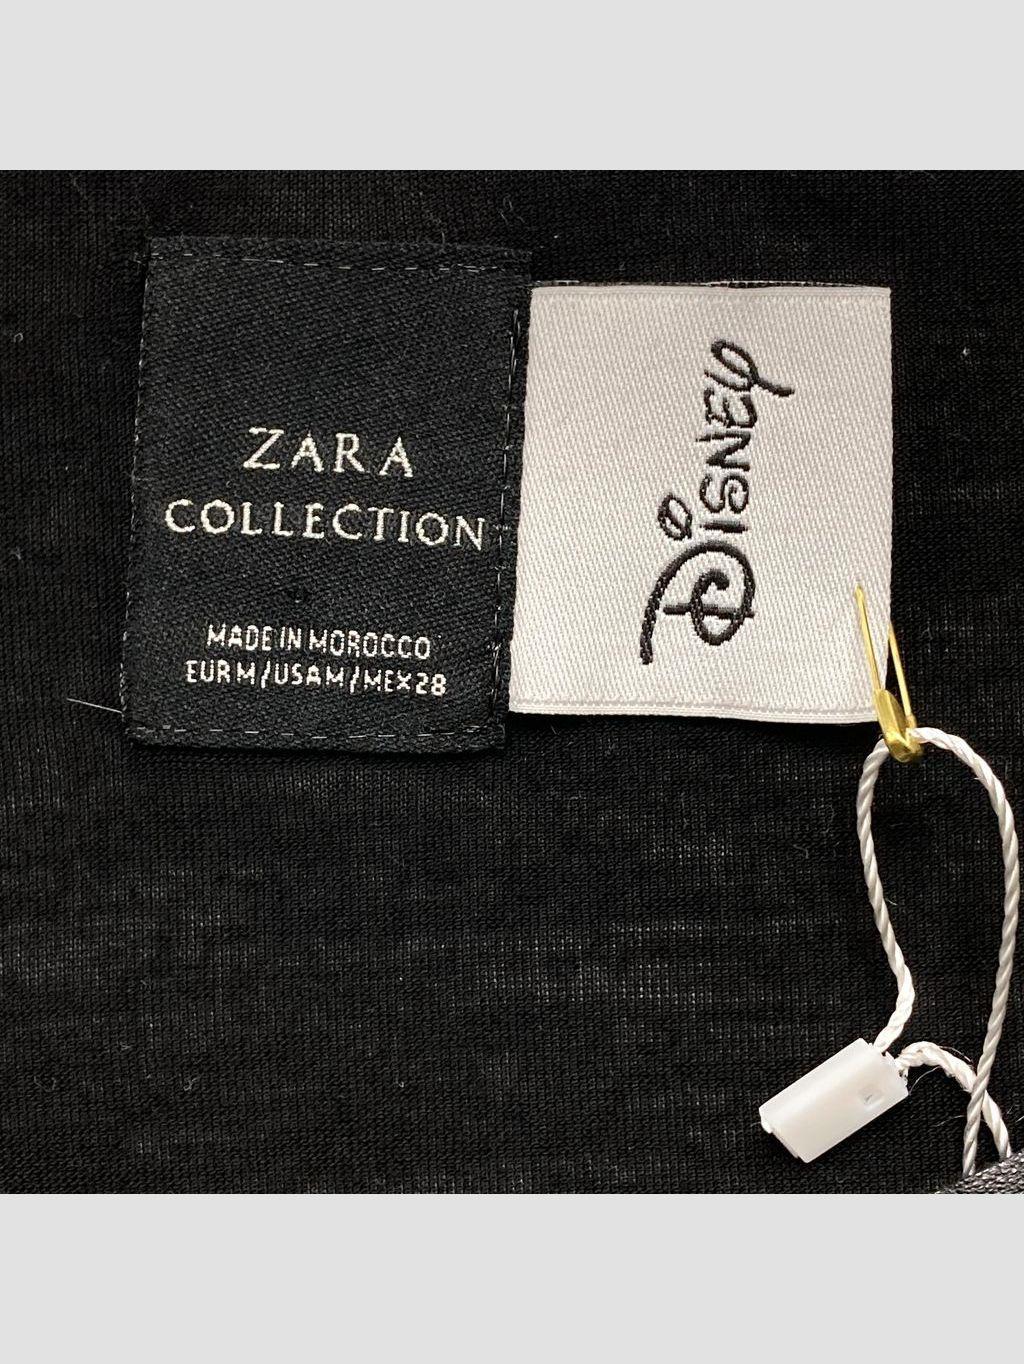 ZARA
COLLECTION
MADE IN MOROCCO
EUR M/USA M/MEX 28
Disney